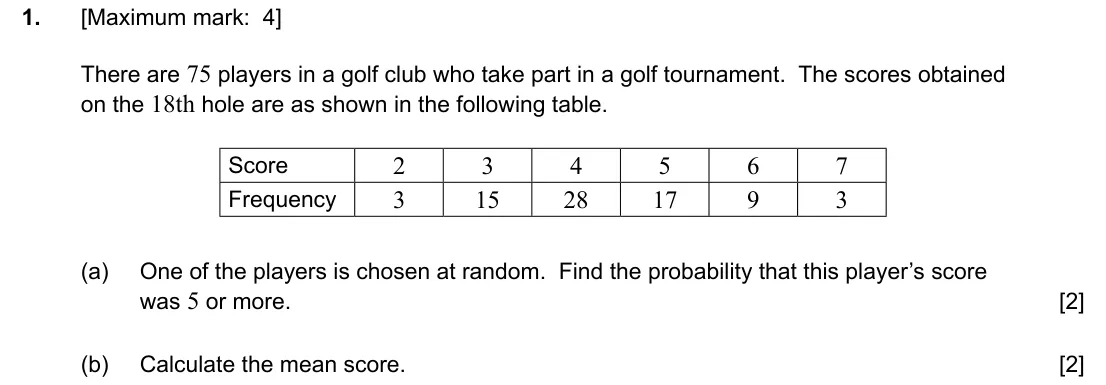 1. [Maximum mark: 4]
There are 75 players in a golf club who take part in a golf tournament. The scores obtained
on the 18th hole are as shown in the following table.
Score 2 3 4 5 6 7
Frequency 3 15 28 17 9 3
(a) One of the players is chosen at random. Find the probability that this player's score
was 5 or more. [2]
(b) Calculate the mean score. [2]